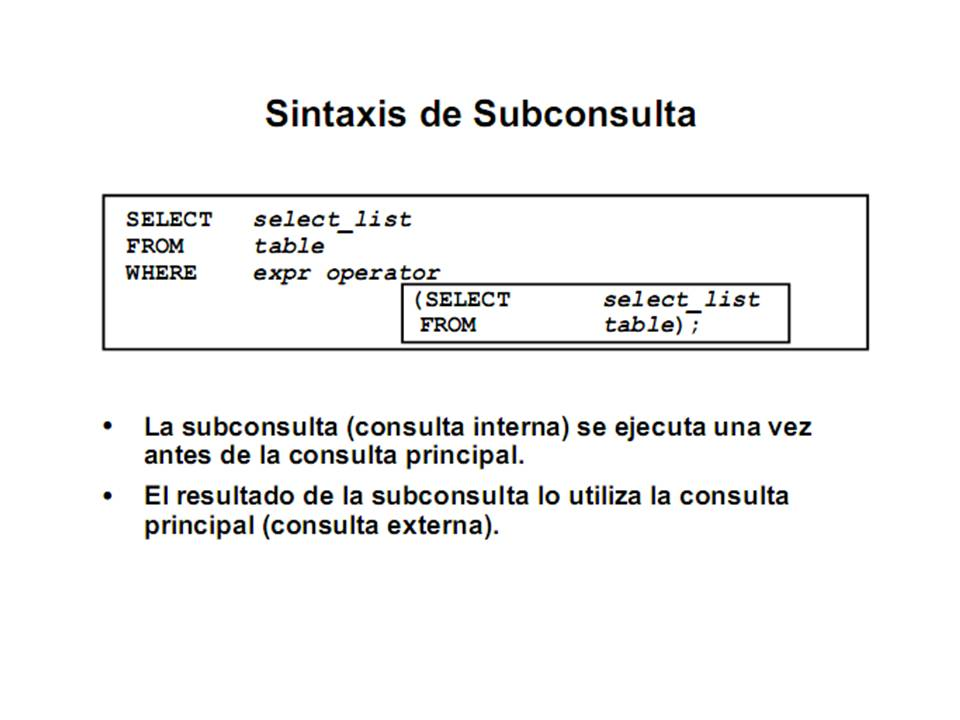 Sintaxis de Subconsulta
SELECT select_list
FROM table
WHERE expr operator
(SELECT select_list
FROM table);
• La subconsulta (consulta interna) se ejecuta una vez
antes de la consulta principal.
• El resultado de la subconsulta lo utiliza la consulta
principal (consulta externa).